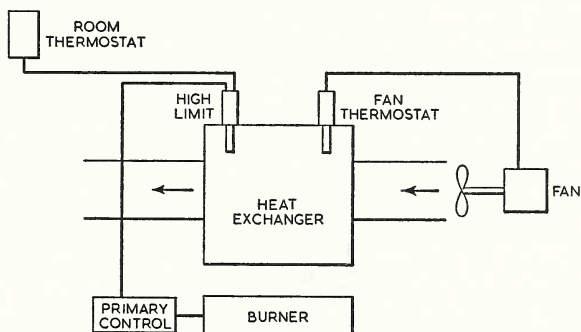 ROOM
THERMOSTAT
HIGH
LIMIT
FAN
THERMOSTAT
HEAT
EXCHANGER
FAN
PRIMARY
CONTROL
BURNER